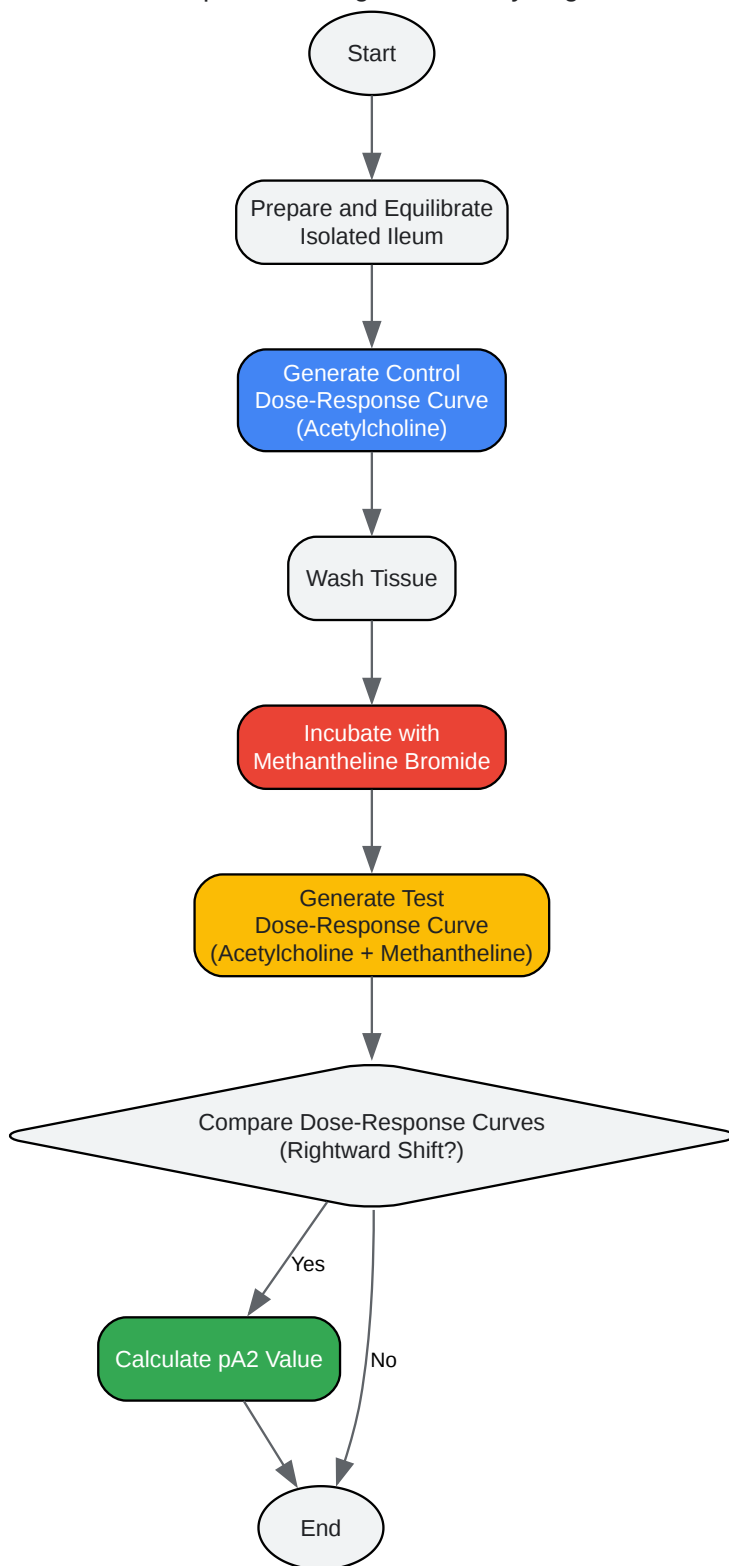 Start
Prepare and Equilibrate
Isolated Ileum
Generate Control
Dose-Response Curve
(Acetylcholine)
Wash Tissue
Incubate with
Methantheline Bromide
Generate Test
Dose-Response Curve
(Acetylcholine + Methantheline)
Compare Dose-Response Curves
(Rightward Shift?)
Yes
Calculate pA2 Value
No
End